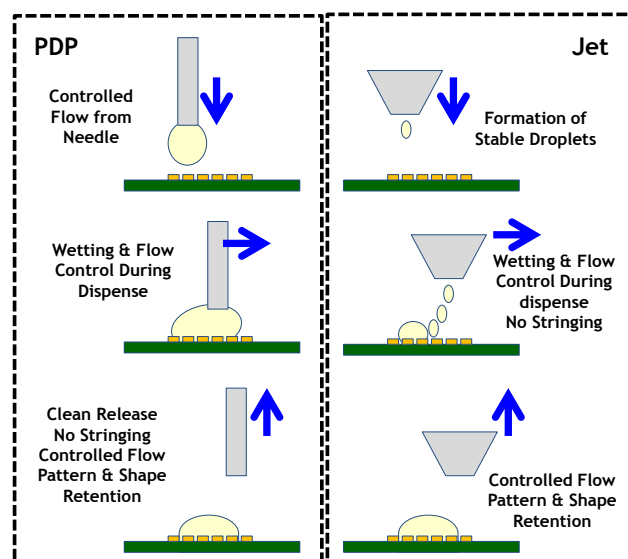 PDP
Controlled
Flow from
Needle
Wetting & Flow
Control During
Dispense
Clean Release
No Stringing
Controlled Flow
Pattern & Shape
Retention
Jet
Formation of
Stable Droplets
Wetting & Flow
Control During
dispense
No Stringing
Controlled Flow
Pattern & Shape
Retention